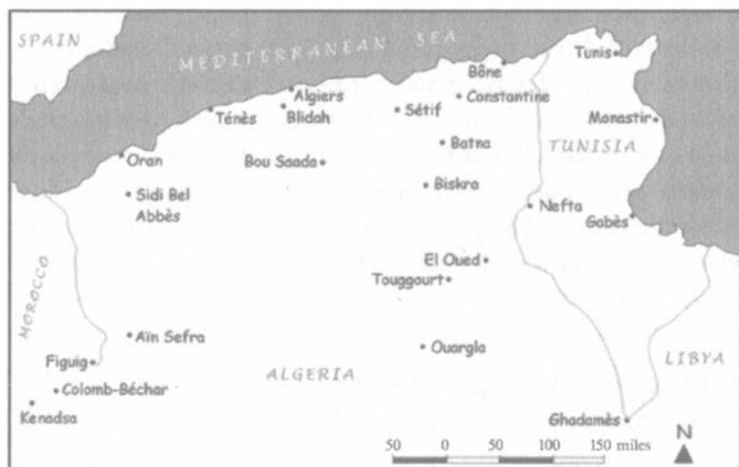 SPAIN
MEDITERRANEAN SEA
Tunis
Bône
Algiers
Constantine
Blidah
Sétif
Ténès
Monastir
Batna
TUNISIA
Oran
Bou Saada
Biskra
Sidi Bel
Abbès
Nefta
Gabès
El Oued
Touggourt
MOROCCO
Aïn Sefra
Ouargla
Figuig
ALGERIA
LIBYA
Colomb-Béchar
Kenadsa
Ghadamès
N
50 0 50 100 150 miles